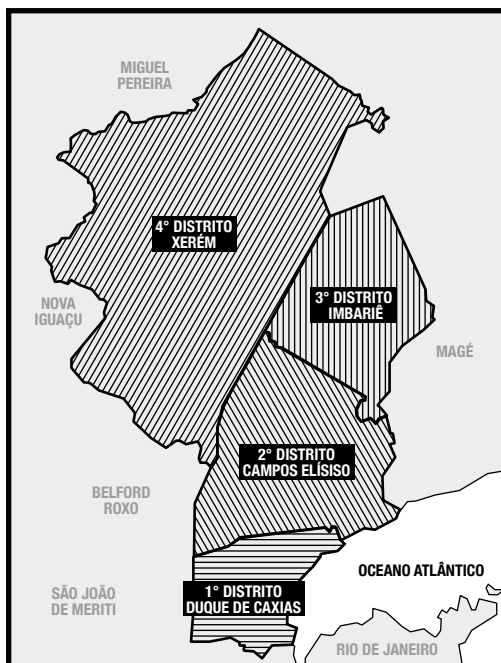 MIGUEL
PEREIRA
4° DISTRITO
XERÉM
3° DISTRITO
IMBARIÊ
NOVA
IGUAÇU
MAGÉ
2° DISTRITO
CAMPOS ELÍSISO
BELFORD
ROXO
OCEANO ATLÂNTICO
1° DISTRITO
DUQUE DE CAXIAS
SÃO JOÃO
DE MERITI
RIO DE JANEIRO